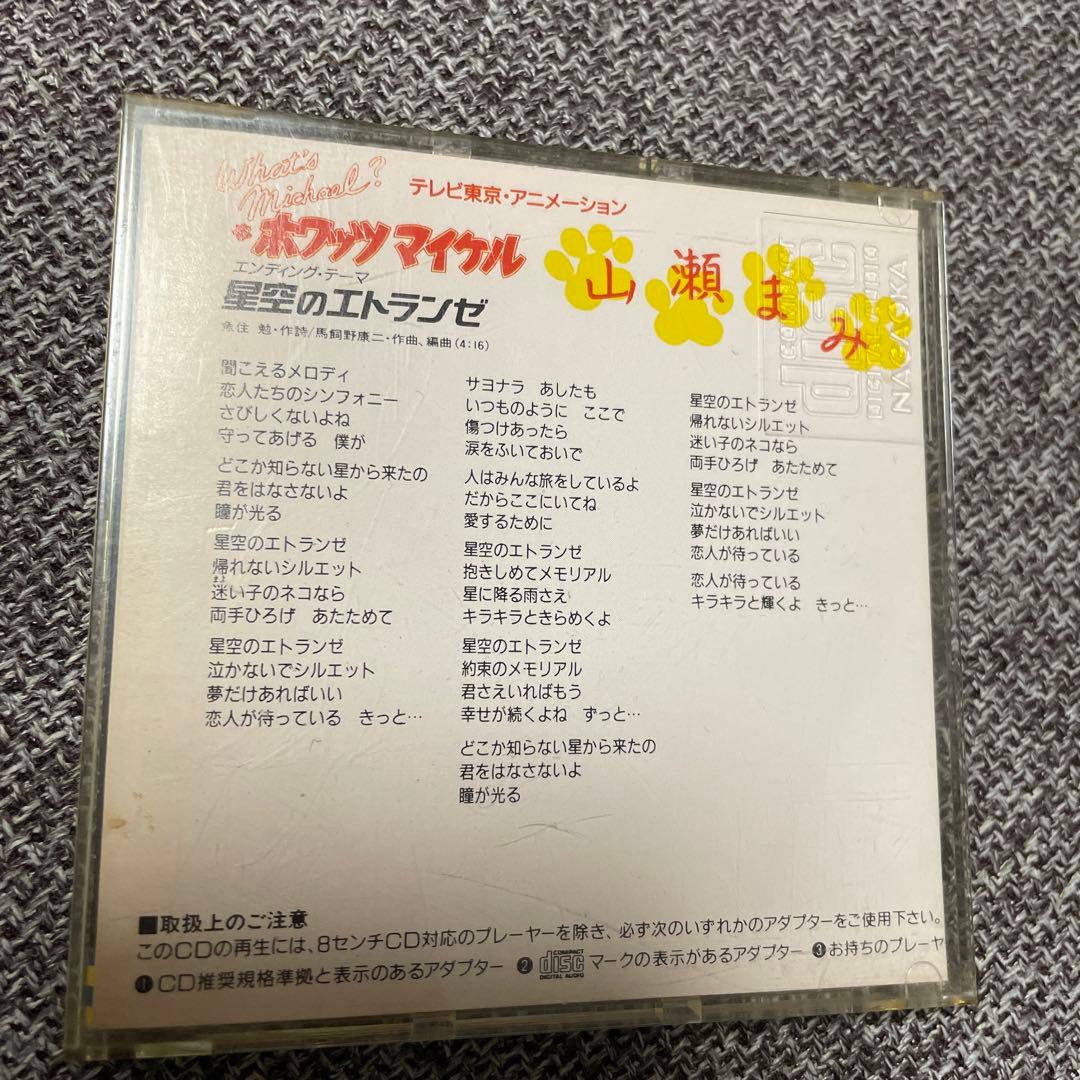 What's
Michael?
テレビ東京・アニメーション
ホワッツ マイケル
山瀬まみ
エンディング・テーマ
星空のエトランゼ
魚住 勉・作詩/馬飼野康二・作曲、編曲(4:16)
聞こえるメロディ
恋人たちのシンフォニー
さびしくないよね
守ってあげる 僕が
どこか知らない星から来たの
君をはなさないよ
瞳が光る
星空のエトランゼ
帰れないシルエット
まよ
迷い子のネコなら
両手ひろげ あたためて
星空のエトランゼ
泣かないでシルエット
夢だけあればいい
恋人が待っている きっと…
サヨナラ あしたも
いつものように ここで
傷つけあったら
涙をふいておいで
人はみんな旅をしているよ
だからここにいてね
愛するために
星空のエトランゼ
抱きしめてメモリアル
星に降る雨さえ
キラキラときらめくよ
星空のエトランゼ
約束のメモリアル
君さえいればもう
幸せが続くよね ずっと…
どこか知らない星から来たの
君をはなさないよ
瞳が光る
星空のエトランゼ
帰れないシルエット
迷い子のネコなら
両手ひろげ あたためて
星空のエトランゼ
泣かないでシルエット
夢だけあればいい
恋人が待っている
恋人が待っている
キラキラと輝くよ きっと…
COMPACT
disc
DIGITAL AUDIO
NAGAOKA
■取扱上のご注意
このCDの再生には、8センチCD対応のプレーヤーを除き、必ず次のいずれかのアダプターをご使用下さい。
❶CD推奨規格準拠と表示のあるアダプター ❷ COMPACT disc DIGITAL AUDIO マークの表示があるアダプター ❸お持ちのプレーヤ